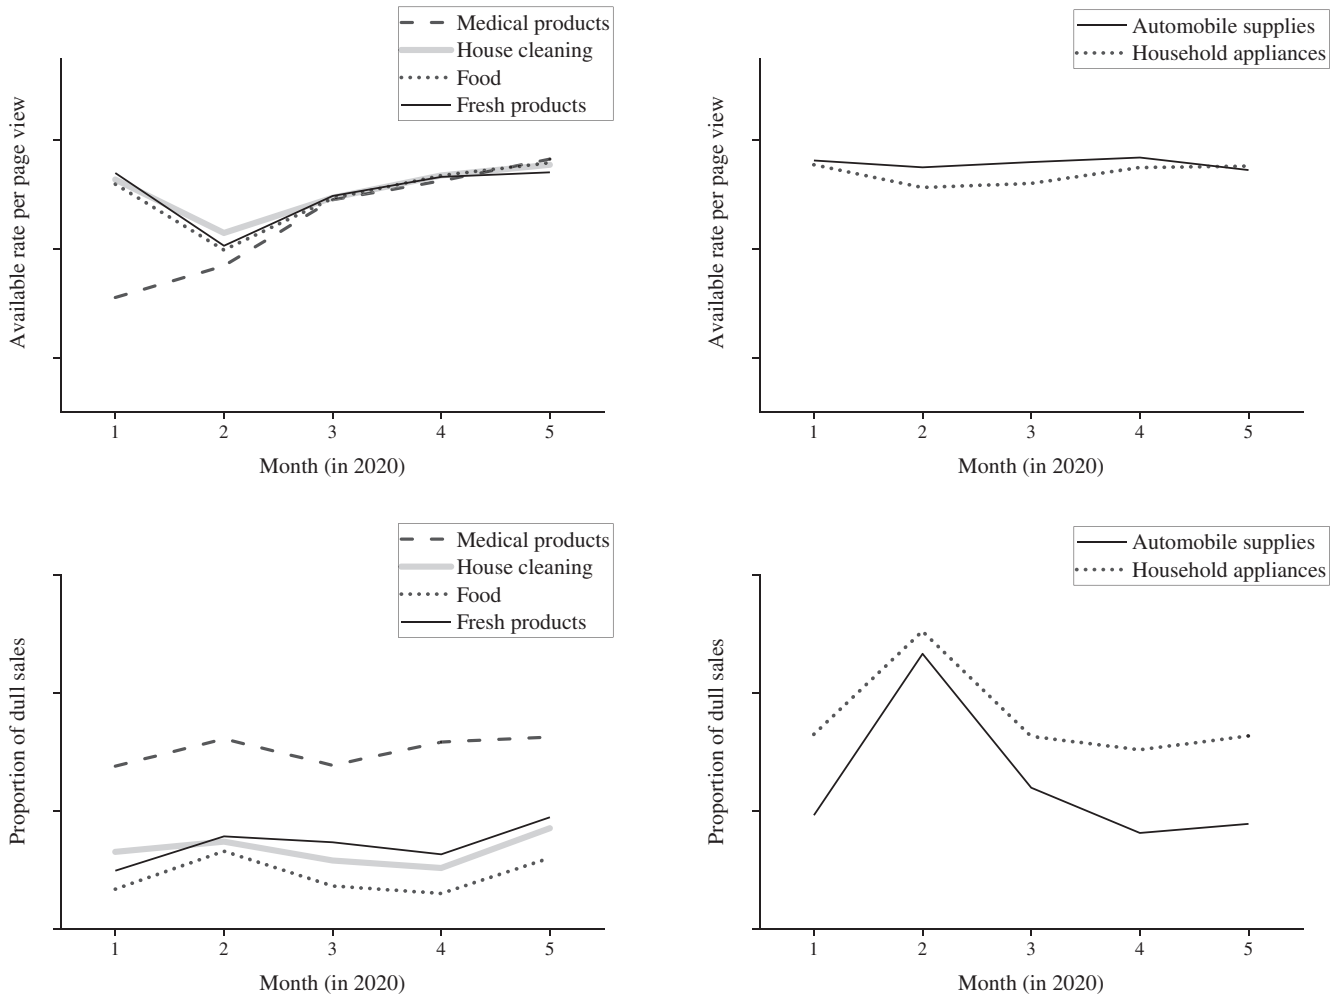 Medical products
House cleaning
Food
Fresh products
Available rate per page view
1 2 3 4 5
Month (in 2020)
Automobile supplies
Household appliances
Available rate per page view
1 2 3 4 5
Month (in 2020)
Medical products
House cleaning
Food
Fresh products
Proportion of dull sales
1 2 3 4 5
Month (in 2020)
Automobile supplies
Household appliances
Proportion of dull sales
1 2 3 4 5
Month (in 2020)